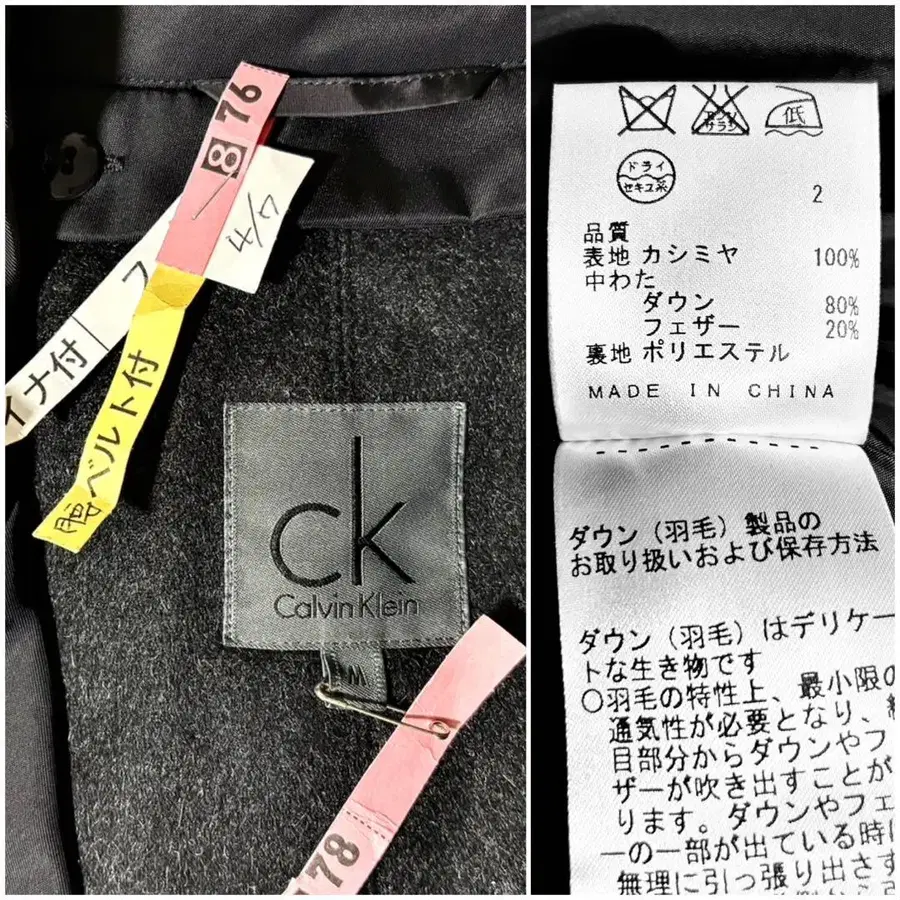 876
4/7
イナ付
腰ベルト付
ck
Calvin Klein
M
178
エンソ
サラシ
低
ドライ
セキユ系
2
品質
表地 カシミヤ 100%
中わた
ダウン 80%
フェザー 20%
裏地 ポリエステル
MADE IN CHINA
ダウン（羽毛）製品の
お取り扱いおよび保存方法
ダウン（羽毛）はデリケー
トな生き物です
○羽毛の特性上、最小限の
通気性が必要となり、
目部分からダウンやフ
ザーが吹き出すことが
ります。ダウンやフェ
ーの一部が出ている時に
無理に引っ張り出さず